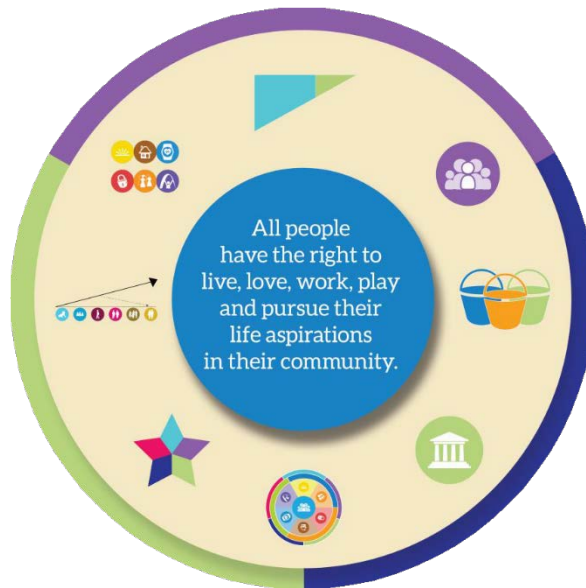 All people
have the right to
live, love, work, play
and pursue their
life aspirations
in their community.